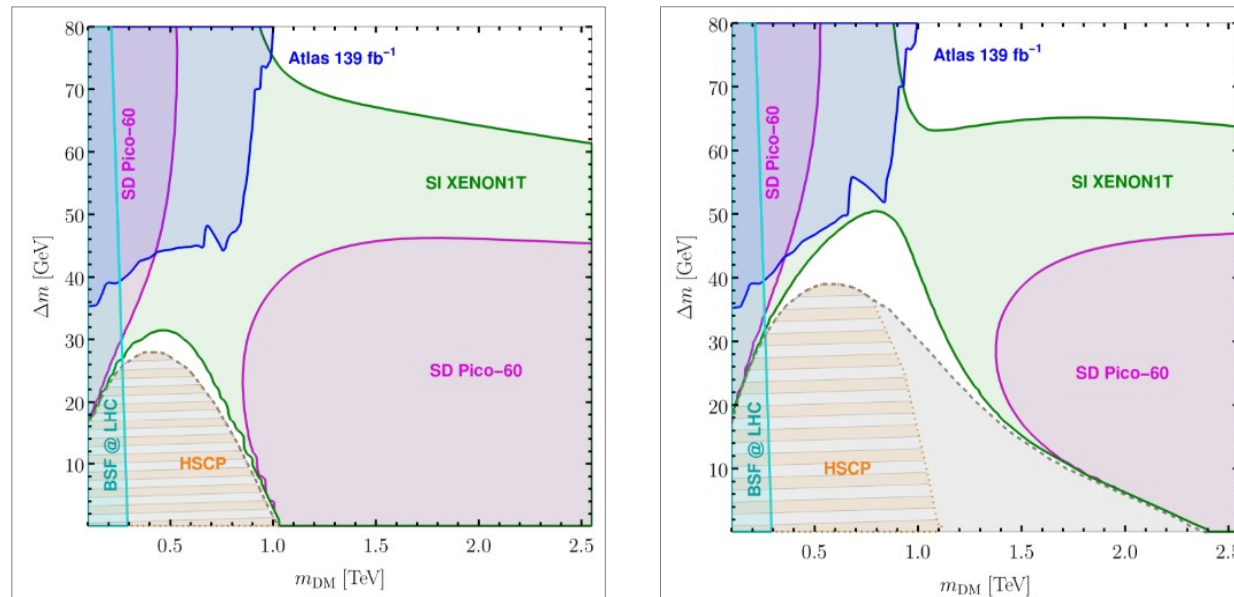 80
70
60
50
40
30
20
10
Δm [GeV]
0.5
1.0
1.5
2.0
2.5
m_DM [TeV]
Atlas 139 fb⁻¹
SD Pico−60
SI XENON1T
SD Pico−60
BSF @ LHC
HSCP
80
70
60
50
40
30
20
10
Δm [GeV]
0.5
1.0
1.5
2.0
2.5
m_DM [TeV]
Atlas 139 fb⁻¹
SD Pico−60
SI XENON1T
SD Pico−60
BSF @ LHC
HSCP